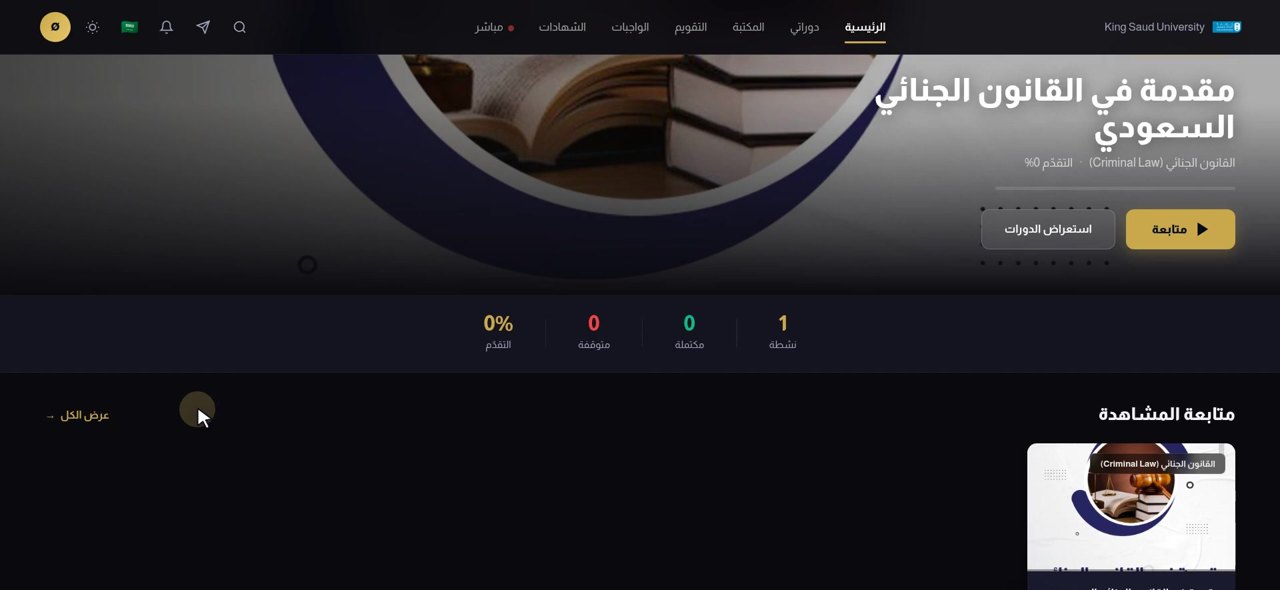 King Saud University
الرئيسية
دوراتي
المكتبة
التقويم
الواجبات
الشهادات
مباشر
مقدمة في القانون الجنائي
السعودي
القانون الجنائي (Criminal Law) · التقدّم 0%
متابعة
استعراض الدورات
1
نشطة
0
مكتملة
0
متوقفة
0%
التقدّم
متابعة المشاهدة
عرض الكل →
القانون الجنائي (Criminal Law)